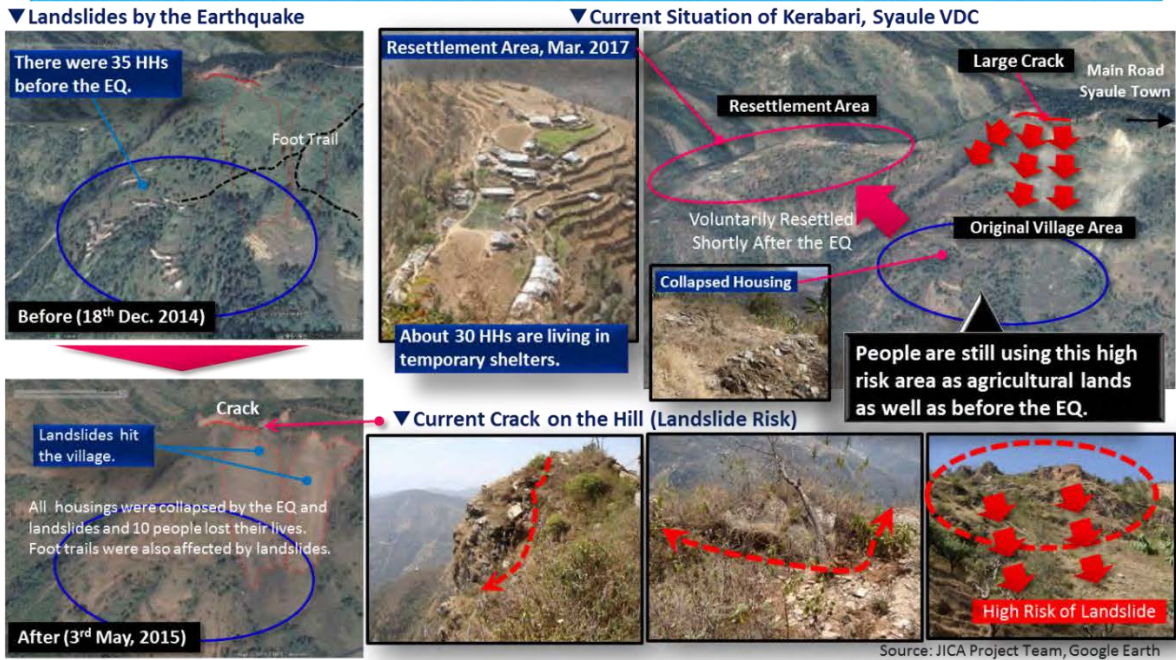 ▼Landslides by the Earthquake
There were 35 HHs
before the EQ.
Foot Trail
Before (18th Dec. 2014)
Crack
Landslides hit
the village.
All housings were collapsed by the EQ and
landslides and 10 people lost their lives.
Foot trails were also affected by landslides.
After (3rd May, 2015)
▼Current Situation of Kerabari, Syaule VDC
Resettlement Area, Mar. 2017
About 30 HHs are living in
temporary shelters.
Resettlement Area
Large Crack
Main Road
Syaule Town
Voluntarily Resettled
Shortly After the EQ
Original Village Area
Collapsed Housing
People are still using this high
risk area as agricultural lands
as well as before the EQ.
▼Current Crack on the Hill (Landslide Risk)
High Risk of Landslide
Source: JICA Project Team, Google Earth